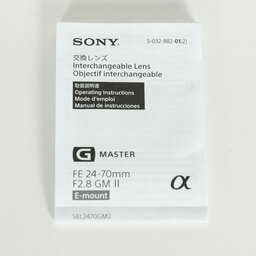 SONY
5-032-882-01(2)
交換レンズ
Interchangeable Lens
Objectif interchangeable
取扱説明書
Operating Instructions
Mode d'emploi
Manual de instrucciones
G MASTER
FE 24-70mm
F2.8 GM II
E-mount
α
SEL2470GM2